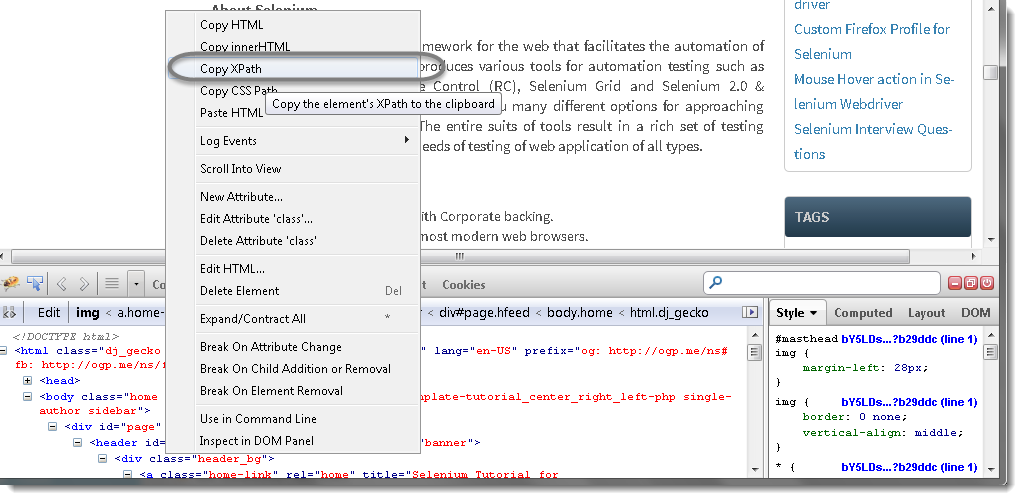 About Selenium
mework for the web that facilitates the automation of
produces various tools for automation testing such as
Control (RC), Selenium Grid and Selenium 2.0 &
many different options for approaching
The entire suits of tools result in a rich set of testing
eeds of testing of web application of all types.
ith Corporate backing.
most modern web browsers.
driver
Custom Firefox Profile for
Selenium
Mouse Hover action in Se-
lenium Webdriver
Selenium Interview Ques-
tions
TAGS
Copy HTML
Copy innerHTML
Copy XPath
Copy CSS Path
Copy the element's XPath to the clipboard
Paste HTML
Log Events
Scroll Into View
New Attribute...
Edit Attribute 'class'...
Delete Attribute 'class'
Edit HTML...
Delete Element Del
Expand/Contract All *
Break On Attribute Change
Break On Child Addition or Removal
Break On Element Removal
Use in Command Line
Inspect in DOM Panel
Co t Cookies
Edit img < a.home- < div#page.hfeed < body.home < html.dj_gecko
<!DOCTYPE html>
<html class="dj_gecko " lang="en-US" prefix="og: http://ogp.me/ns#
fb: http://ogp.me/ns/f
<head>
<body class="home mplate-tutorial_center_right_left-php single-
author sidebar">
<div id="page"
<header id= "banner">
<div class="header_bg">
<a class="home-link" rel="home" title="Selenium Tutorial for
Style Computed Layout DOM
#masthead bY5LDs...?b29ddc (line 1)
img {
margin-left: 28px;
}
img { bY5LDs...?b29ddc (line 1)
border: 0 none;
vertical-align: middle;
}
* { bY5LDs...?b29ddc (line 1)